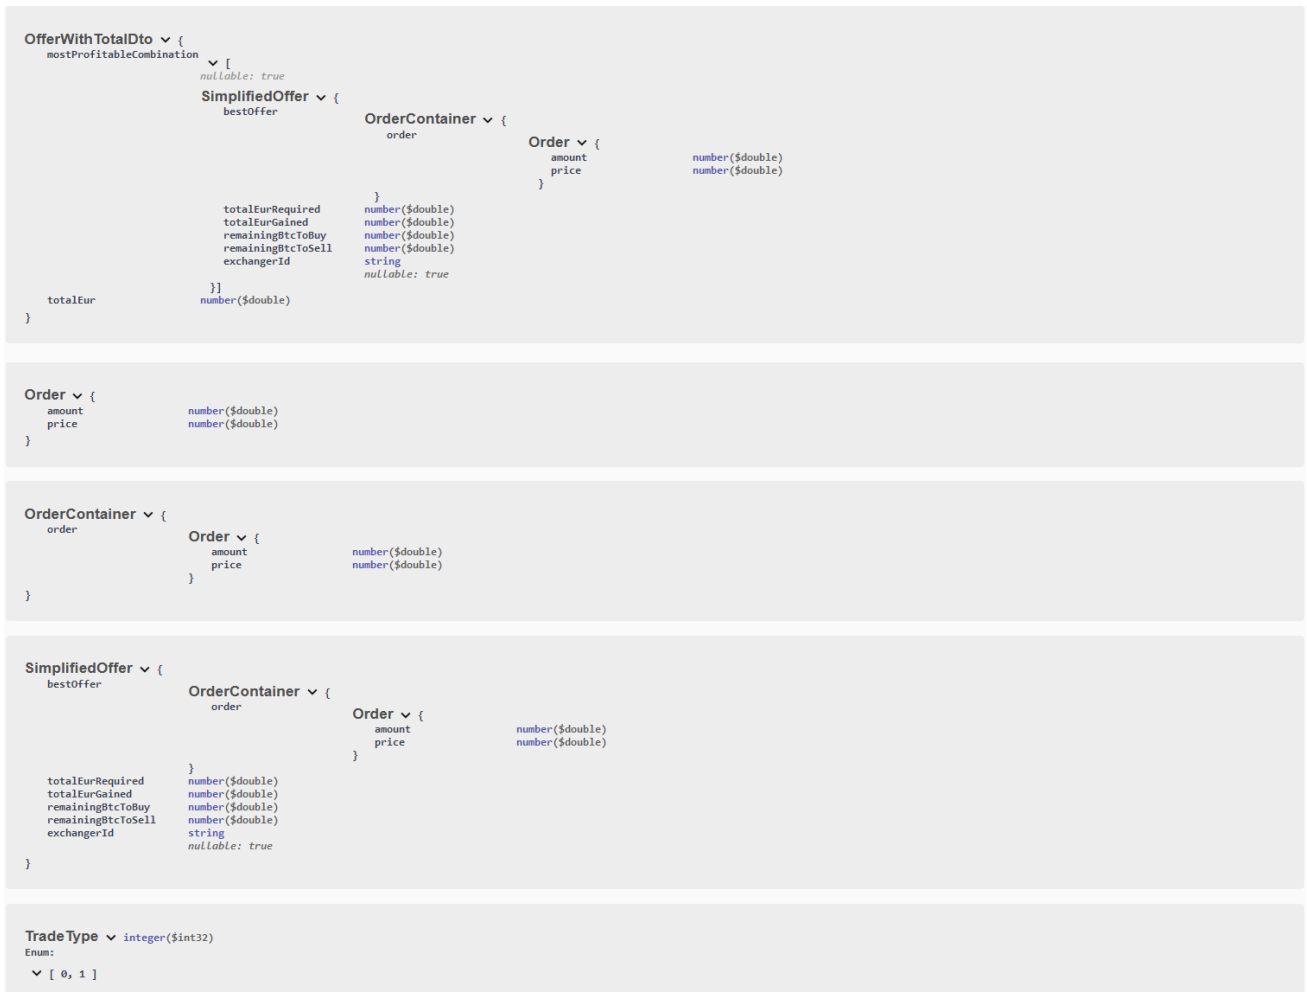 OfferWithTotalDto {
mostProfitableCombination
[
nullable: true
SimplifiedOffer {
bestOffer
OrderContainer {
order
Order {
amount number($double)
price number($double)
}
}
totalEurRequired number($double)
totalEurGained number($double)
remainingBtcToBuy number($double)
remainingBtcToSell number($double)
exchangerId string
nullable: true
}]
totalEur number($double)
}
Order {
amount number($double)
price number($double)
}
OrderContainer {
order
Order {
amount number($double)
price number($double)
}
}
SimplifiedOffer {
bestOffer
OrderContainer {
order
Order {
amount number($double)
price number($double)
}
}
totalEurRequired number($double)
totalEurGained number($double)
remainingBtcToBuy number($double)
remainingBtcToSell number($double)
exchangerId string
nullable: true
}
TradeType integer($int32)
Enum:
[ 0, 1 ]